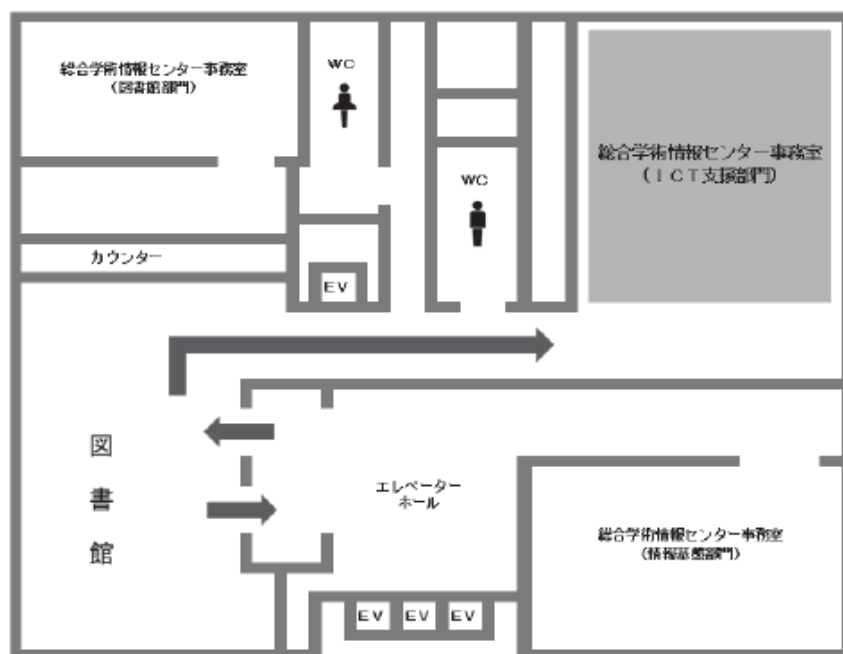 総合学術情報センター事務室
(図書館部門)
WC
総合学術情報センター事務室
(ICT支援部門)
WC
カウンター
EV
図
書
館
エレベーター
ホール
総合学術情報センター事務室
(情報基盤部門)
EV
EV
EV